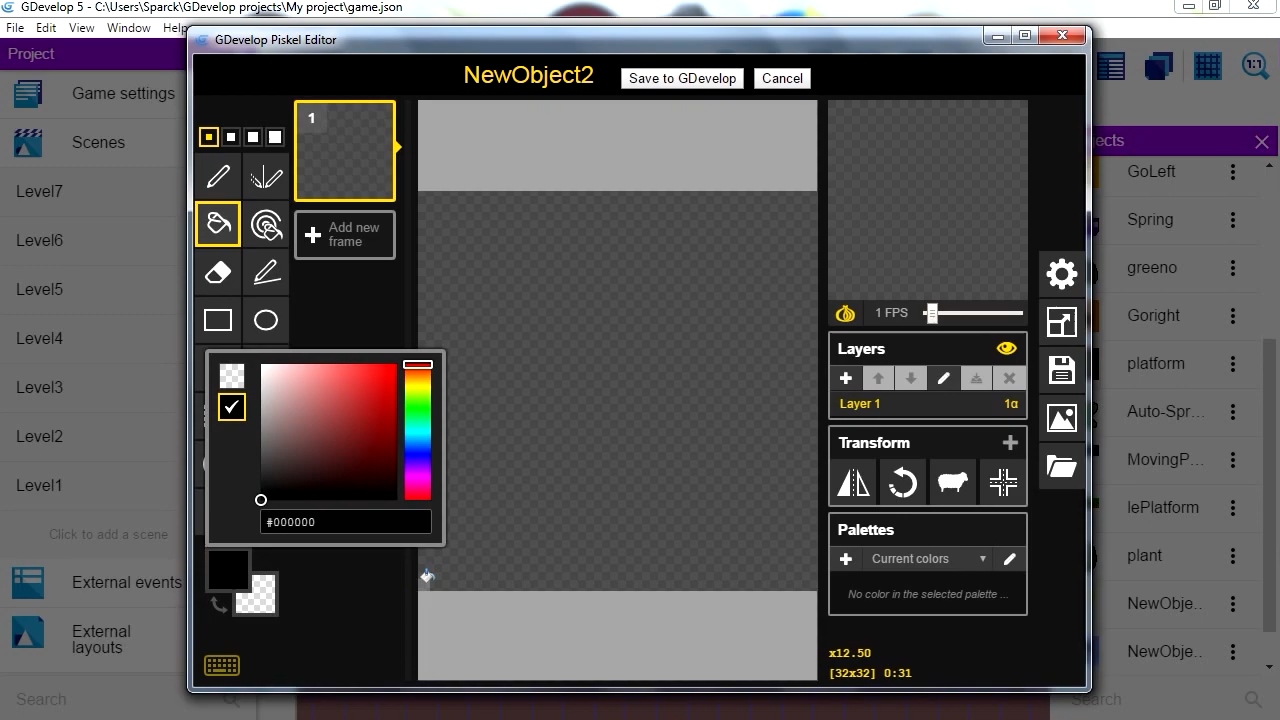 GDevelop 5 - C:\Users\Sparck\GDevelop projects\My project\game.json
File Edit View Window Help
GDevelop Piskel Editor
Project
NewObject2
Save to GDevelop
Cancel
Game settings
Scenes
Level7
Level6
Level5
Level4
Level3
Level2
Level1
Click to add a scene
External events
External layouts
Search
1
Add new
frame
#000000
1 FPS
Layers
Layer 1
1α
Transform
Palettes
Current colors
No color in the selected palette ...
x12.50
[32x32] 0:31
1:1
ects
GoLeft
Spring
greeno
Goright
platform
Auto-Spr...
MovingP...
lePlatform
plant
NewObje..
NewObje..
Search